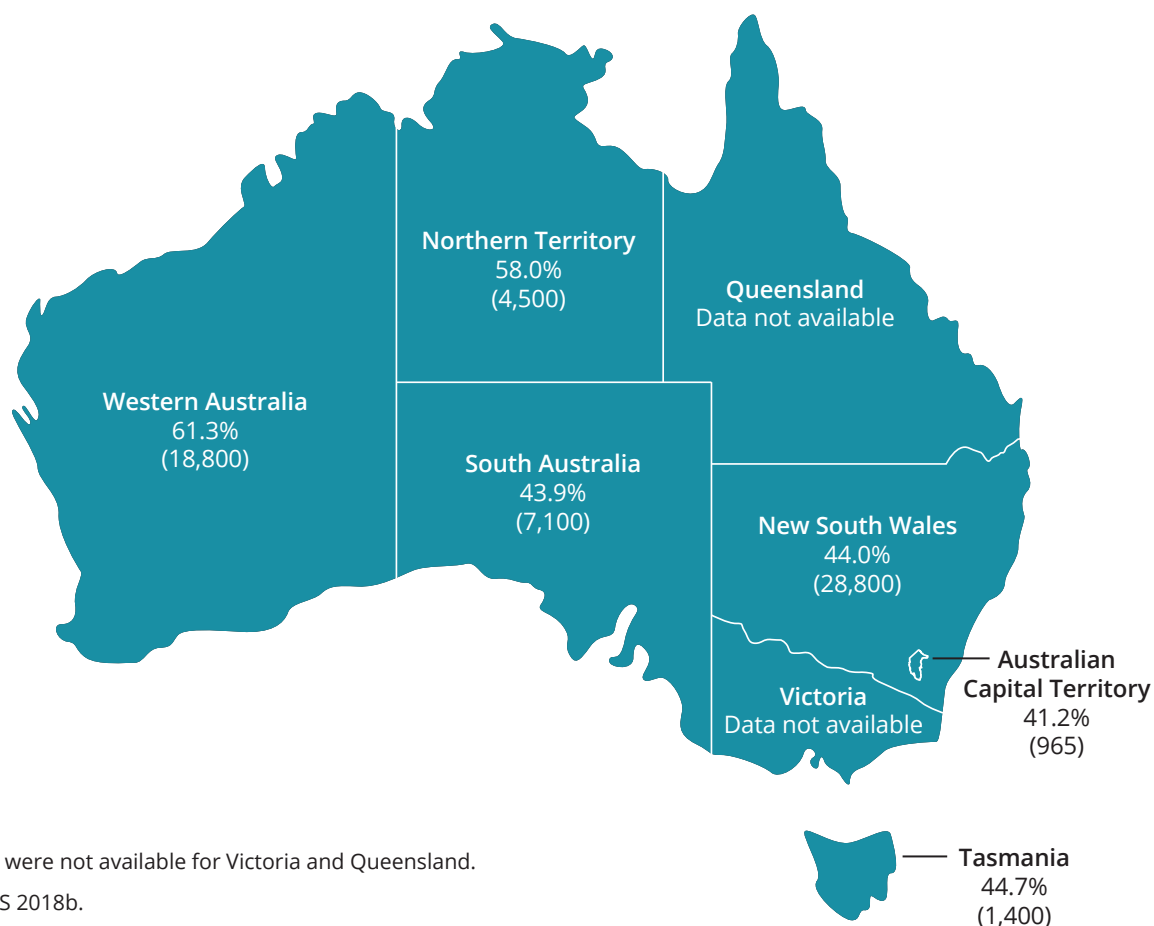 Northern Territory
58.0%
(4,500)
Queensland
Data not available
Western Australia
61.3%
(18,800)
South Australia
43.9%
(7,100)
New South Wales
44.0%
(28,800)
Australian
Capital Territory
41.2%
(965)
Victoria
Data not available
Tasmania
44.7%
(1,400)
were not available for Victoria and Queensland.
S 2018b.